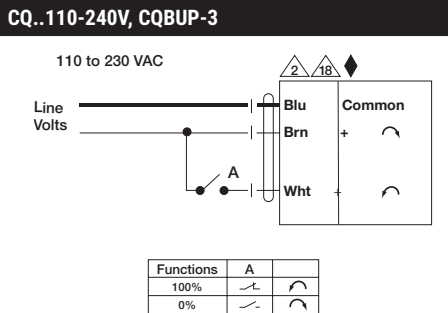 CQ..110-240V, CQBUP-3
110 to 230 VAC
2 18
Line
Volts
Blu Common
Brn +
A
Wht +
Functions A
100%
0%